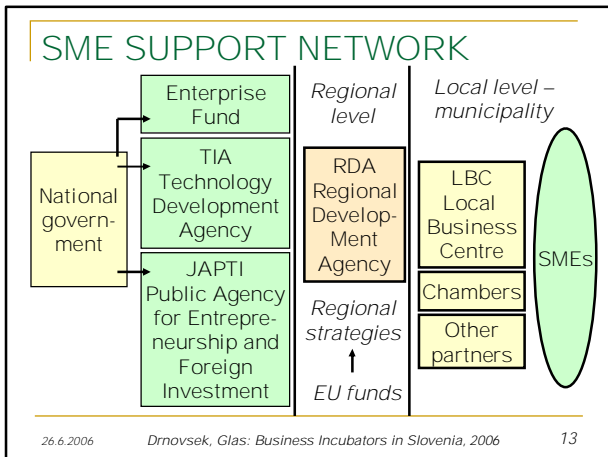 SME SUPPORT NETWORK
National
govern-
ment
Enterprise
Fund
TIA
Technology
Development
Agency
JAPTI
Public Agency
for Entrepre-
neurship and
Foreign
Investment
Regional
level
RDA
Regional
Develop-
Ment
Agency
Regional
strategies
EU funds
Local level –
municipality
LBC
Local
Business
Centre
Chambers
Other
partners
SMEs
26.6.2006
Drnovsek, Glas: Business Incubators in Slovenia, 2006
13